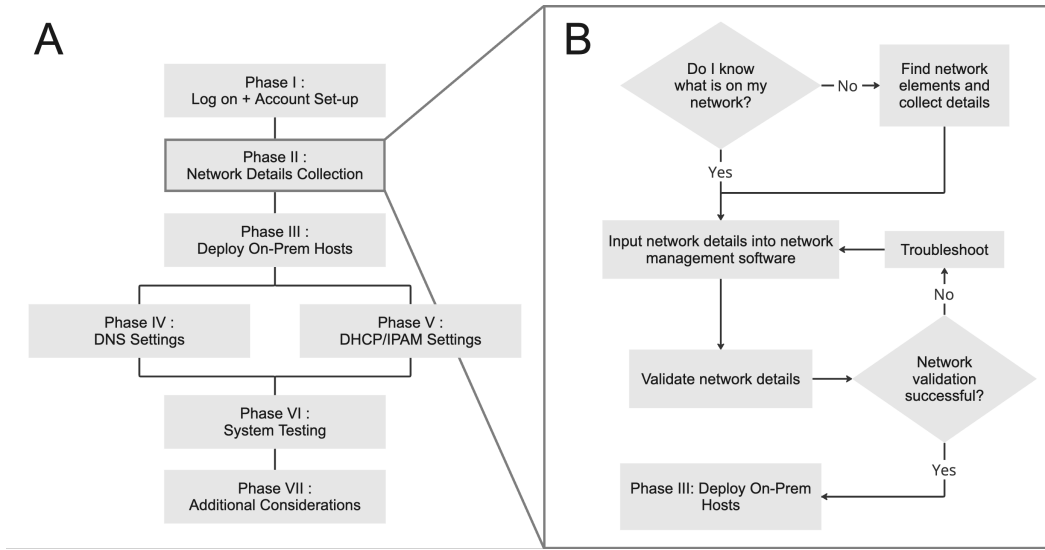 A
Phase I :
Log on + Account Set-up
Phase II :
Network Details Collection
Phase III :
Deploy On-Prem Hosts
Phase IV :
DNS Settings
Phase V :
DHCP/IPAM Settings
Phase VI :
System Testing
Phase VII :
Additional Considerations
B
Do I know
what is on my
network?
No
Find network
elements and
collect details
Yes
Input network details into network
management software
Troubleshoot
No
Validate network details
Network
validation
successful?
Yes
Phase III: Deploy On-Prem
Hosts